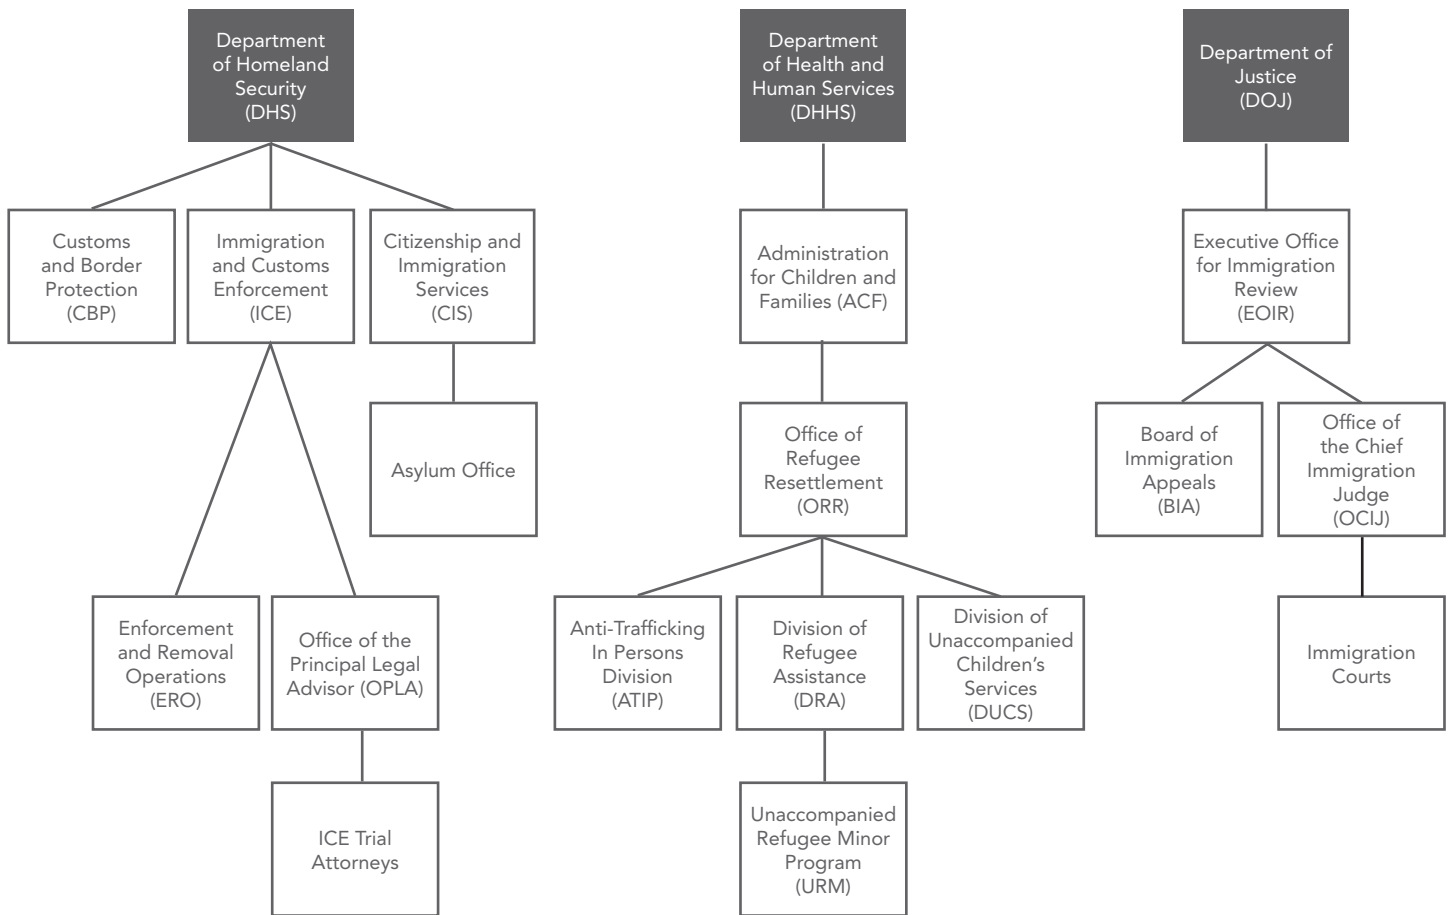 Department
of Homeland
Security
(DHS)
Department
of Health and
Human Services
(DHHS)
Department of
Justice
(DOJ)
Customs
and Border
Protection
(CBP)
Immigration
and Customs
Enforcement
(ICE)
Citizenship and
Immigration
Services
(CIS)
Administration
for Children and
Families (ACF)
Executive Office
for Immigration
Review
(EOIR)
Asylum Office
Office of
Refugee
Resettlement
(ORR)
Board of
Immigration
Appeals
(BIA)
Office of
the Chief
Immigration
Judge
(OCIJ)
Enforcement
and Removal
Operations
(ERO)
Office of the
Principal Legal
Advisor (OPLA)
Anti-Trafficking
In Persons
Division
(ATIP)
Division of
Refugee
Assistance
(DRA)
Division of
Unaccompanied
Children’s
Services
(DUCS)
Immigration
Courts
ICE Trial
Attorneys
Unaccompanied
Refugee Minor
Program
(URM)